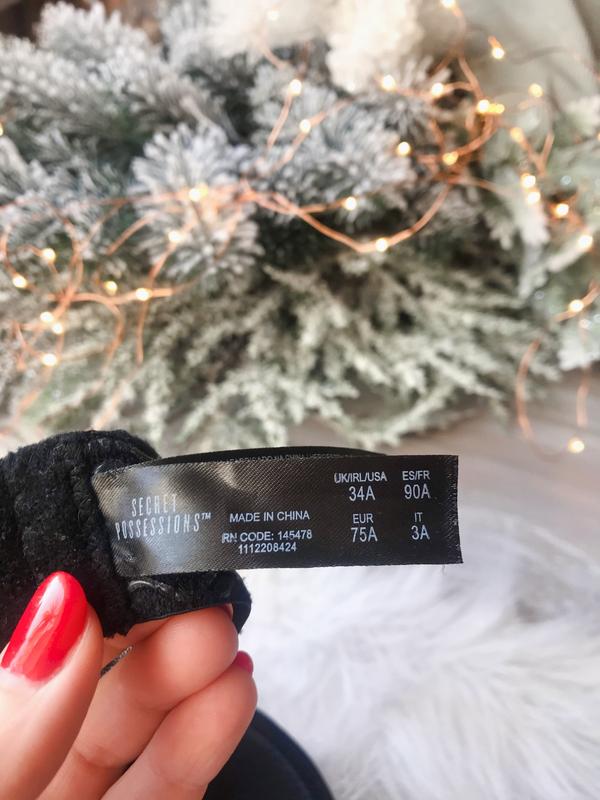 SECRET
POSSESSIONS™
MADE IN CHINA
RN CODE: 145478
1112208424
UK/IRL/USA ES/FR
34A 90A
EUR IT
75A 3A